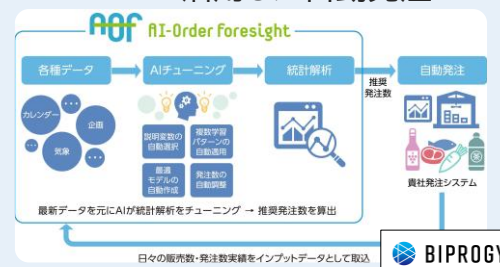 AOF AI-Order Foresight
各種データ
AIチューニング
統計解析
推奨
発注数
自動発注
カレンダー
企画
気象
説明変数の
自動選択
複数学習
パターンの
自動適用
最適
モデルの
自動作成
発注数の
自動調整
貴社発注システム
最新データを元にAIが統計解析をチューニング → 推奨発注数を算出
日々の販売数・発注数実績をインプットデータとして取込
BIPROGY